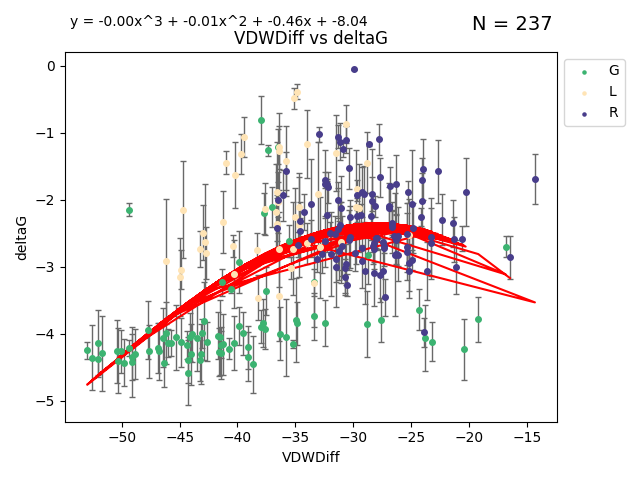 y = -0.00x^3 + -0.01x^2 + -0.46x + -8.04
N = 237
VDWDiff vs deltaG
G
L
R
0
−1
−2
−3
−4
−5
deltaG
−50
−45
−40
−35
−30
−25
−20
−15
VDWDiff